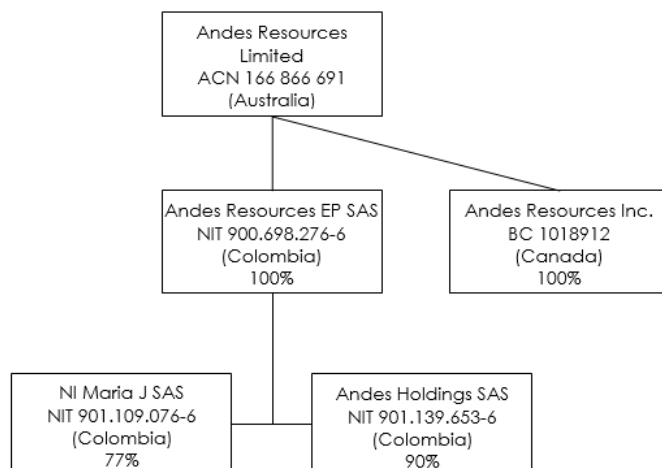 Andes Resources
Limited
ACN 166 866 691
(Australia)
Andes Resources EP SAS
NIT 900.698.276-6
(Colombia)
100%
Andes Resources Inc.
BC 1018912
(Canada)
100%
NI Maria J SAS
NIT 901.109.076-6
(Colombia)
77%
Andes Holdings SAS
NIT 901.139.653-6
(Colombia)
90%